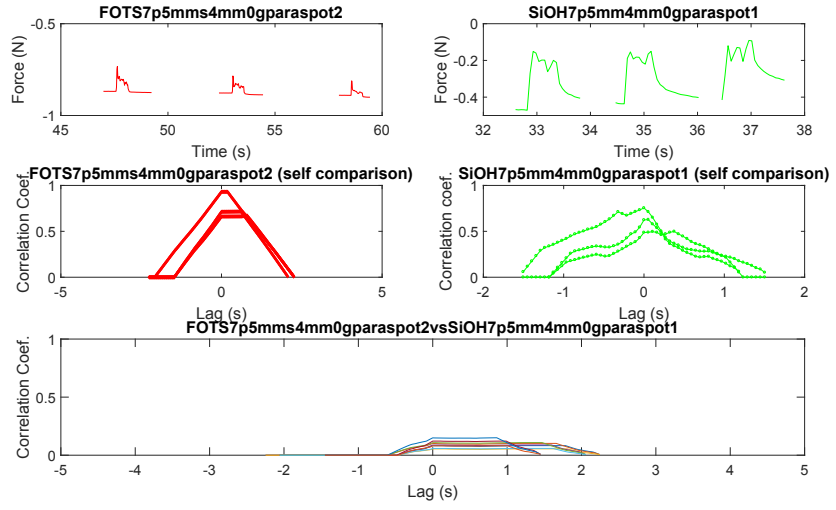 FOTS7p5mms4mm0gparaspot2
Force (N)
-0.5
-1
45 50 55 60
Time (s)
SiOH7p5mm4mm0gparaspot1
Force (N)
0
-0.2
-0.4
32 33 34 35 36 37 38
Time (s)
FOTS7p5mms4mm0gparaspot2 (self comparison)
Correlation Coef.
1
0.5
0
-5 0 5
Lag (s)
SiOH7p5mm4mm0gparaspot1 (self comparison)
Correlation coef.
1
0.5
0
-2 -1 0 1 2
Lag (s)
FOTS7p5mms4mm0gparaspot2vsSiOH7p5mm4mm0gparaspot1
Correlation Coef.
1
0.5
0
-5 -4 -3 -2 -1 0 1 2 3 4 5
Lag (s)